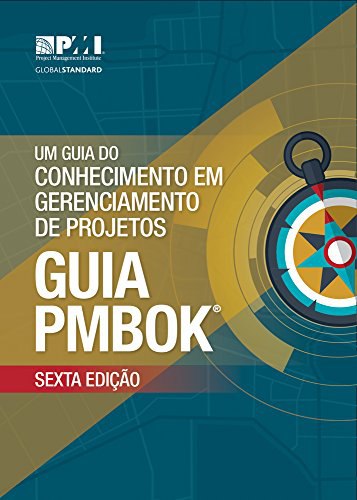 PMI®
Project Management Institute
GLOBALSTANDARD
UM GUIA DO
CONHECIMENTO EM
GERENCIAMENTO
DE PROJETOS
GUIA
PMBOK®
SEXTA EDIÇÃO